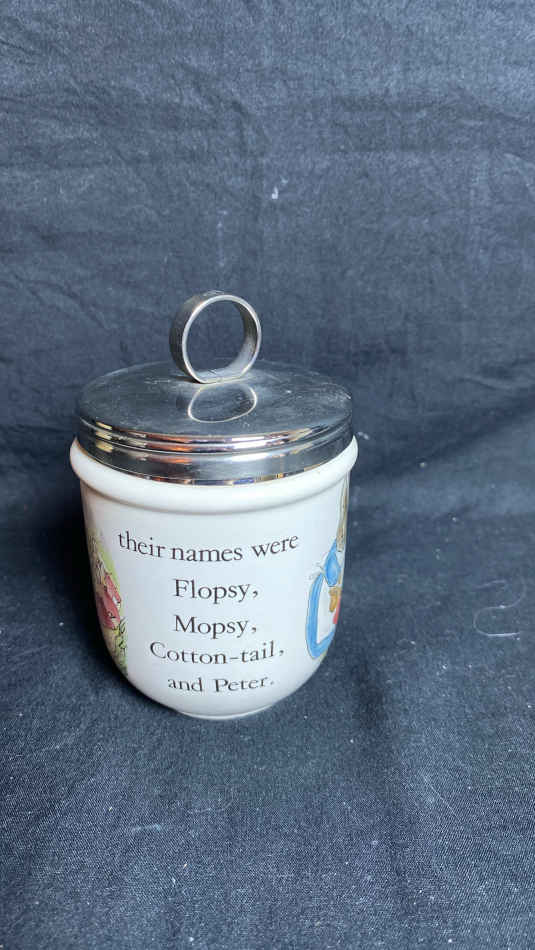 their names were
Flopsy,
Mopsy,
Cotton-tail,
and Peter.